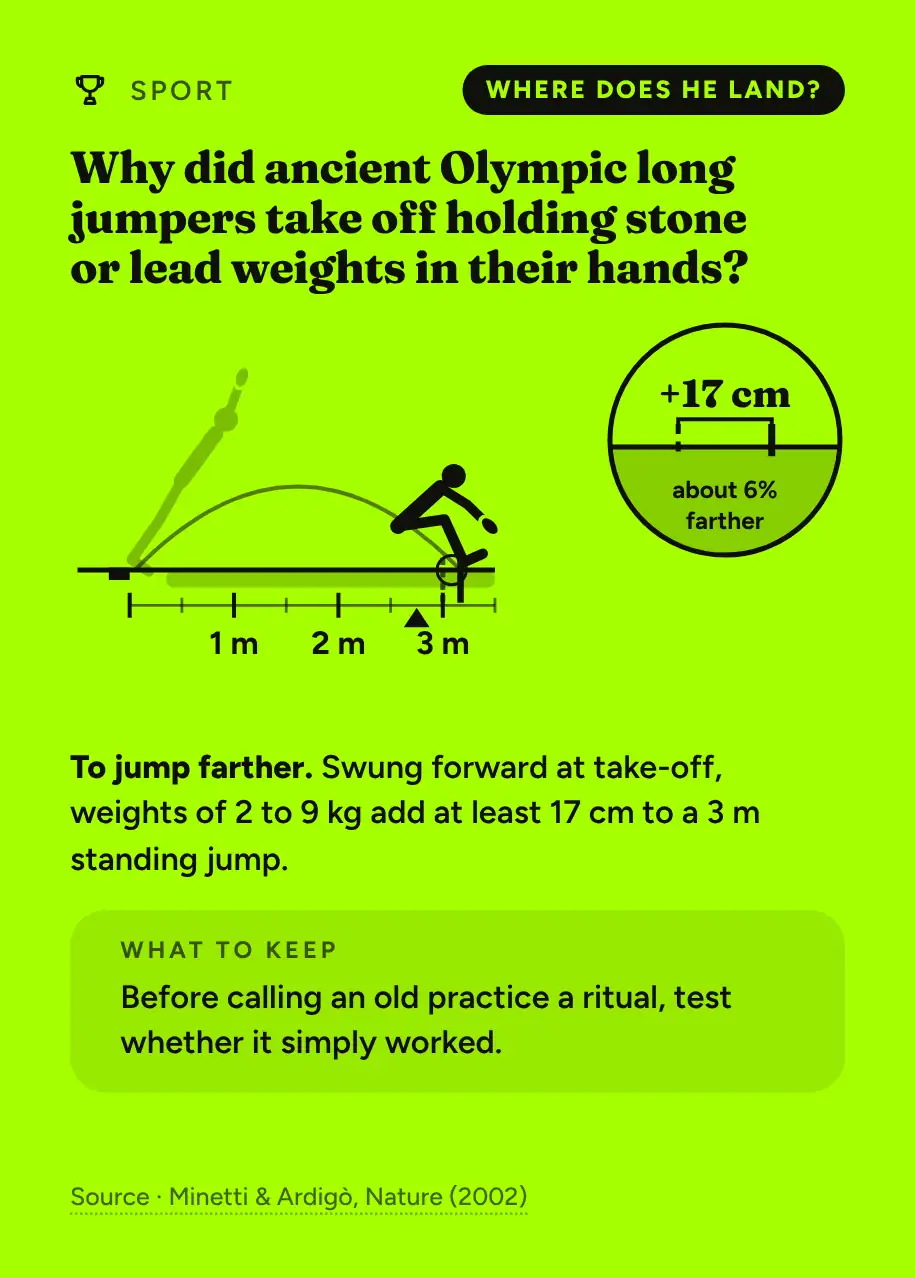 SPORT
WHERE DOES HE LAND?
Why did ancient Olympic long
jumpers take off holding stone
or lead weights in their hands?
+17 cm
about 6%
farther
1 m
2 m
3 m
To jump farther. Swung forward at take-off,
weights of 2 to 9 kg add at least 17 cm to a 3 m
standing jump.
WHAT TO KEEP
Before calling an old practice a ritual, test
whether it simply worked.
Source · Minetti & Ardigò, Nature (2002)